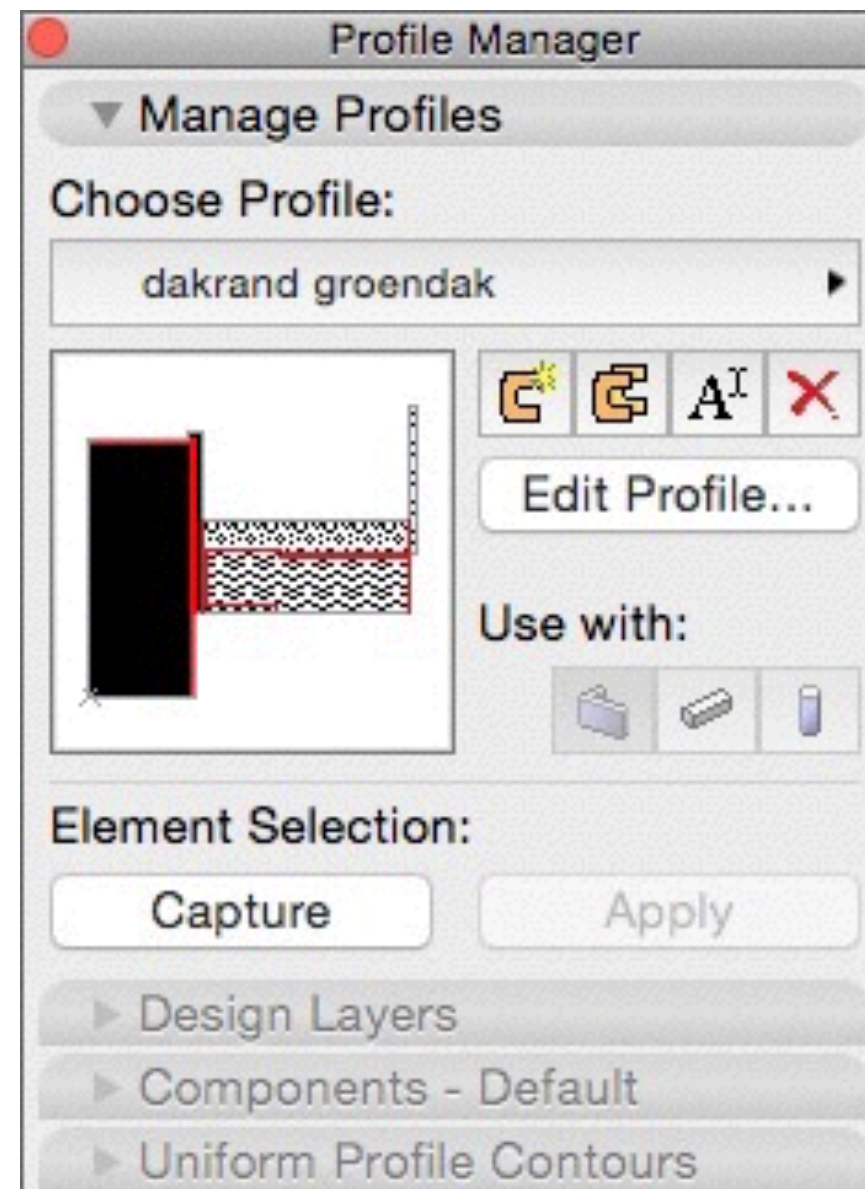 Profile Manager
Manage Profiles
Choose Profile:
dakrand groendak
A
Edit Profile...
Use with:
Element Selection:
Capture
Apply
Design Layers
Components - Default
Uniform Profile Contours